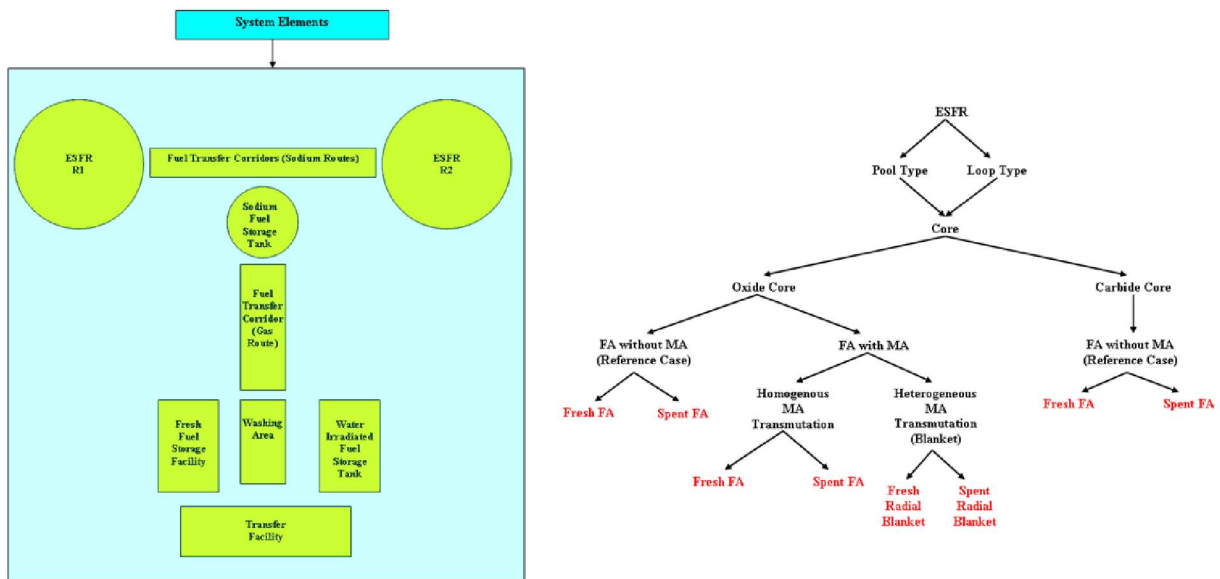 System Elements
ESFR
R1
Fuel Transfer Corridors (Sodium Routes)
ESFR
R2
Sodium
Fuel
Storage
Tank
Fuel
Transfer
Corridor
(Gas
Route)
Fresh
Fuel
Storage
Facility
Washing
Area
Water
Irradiated Fuel
Storage
Tank
Transfer
Facility
ESFR
Pool Type
Loop Type
Core
Oxide Core
Carbide Core
FA without MA
(Reference Case)
FA with MA
FA without MA
(Reference Case)
Fresh FA
Spent FA
Homogenous
MA
Transmutation
Heterogeneous
MA
Transmutation
(Blanket)
Fresh FA
Spent FA
Fresh FA
Spent FA
Fresh
Radial
Blanket
Spent
Radial
Blanket